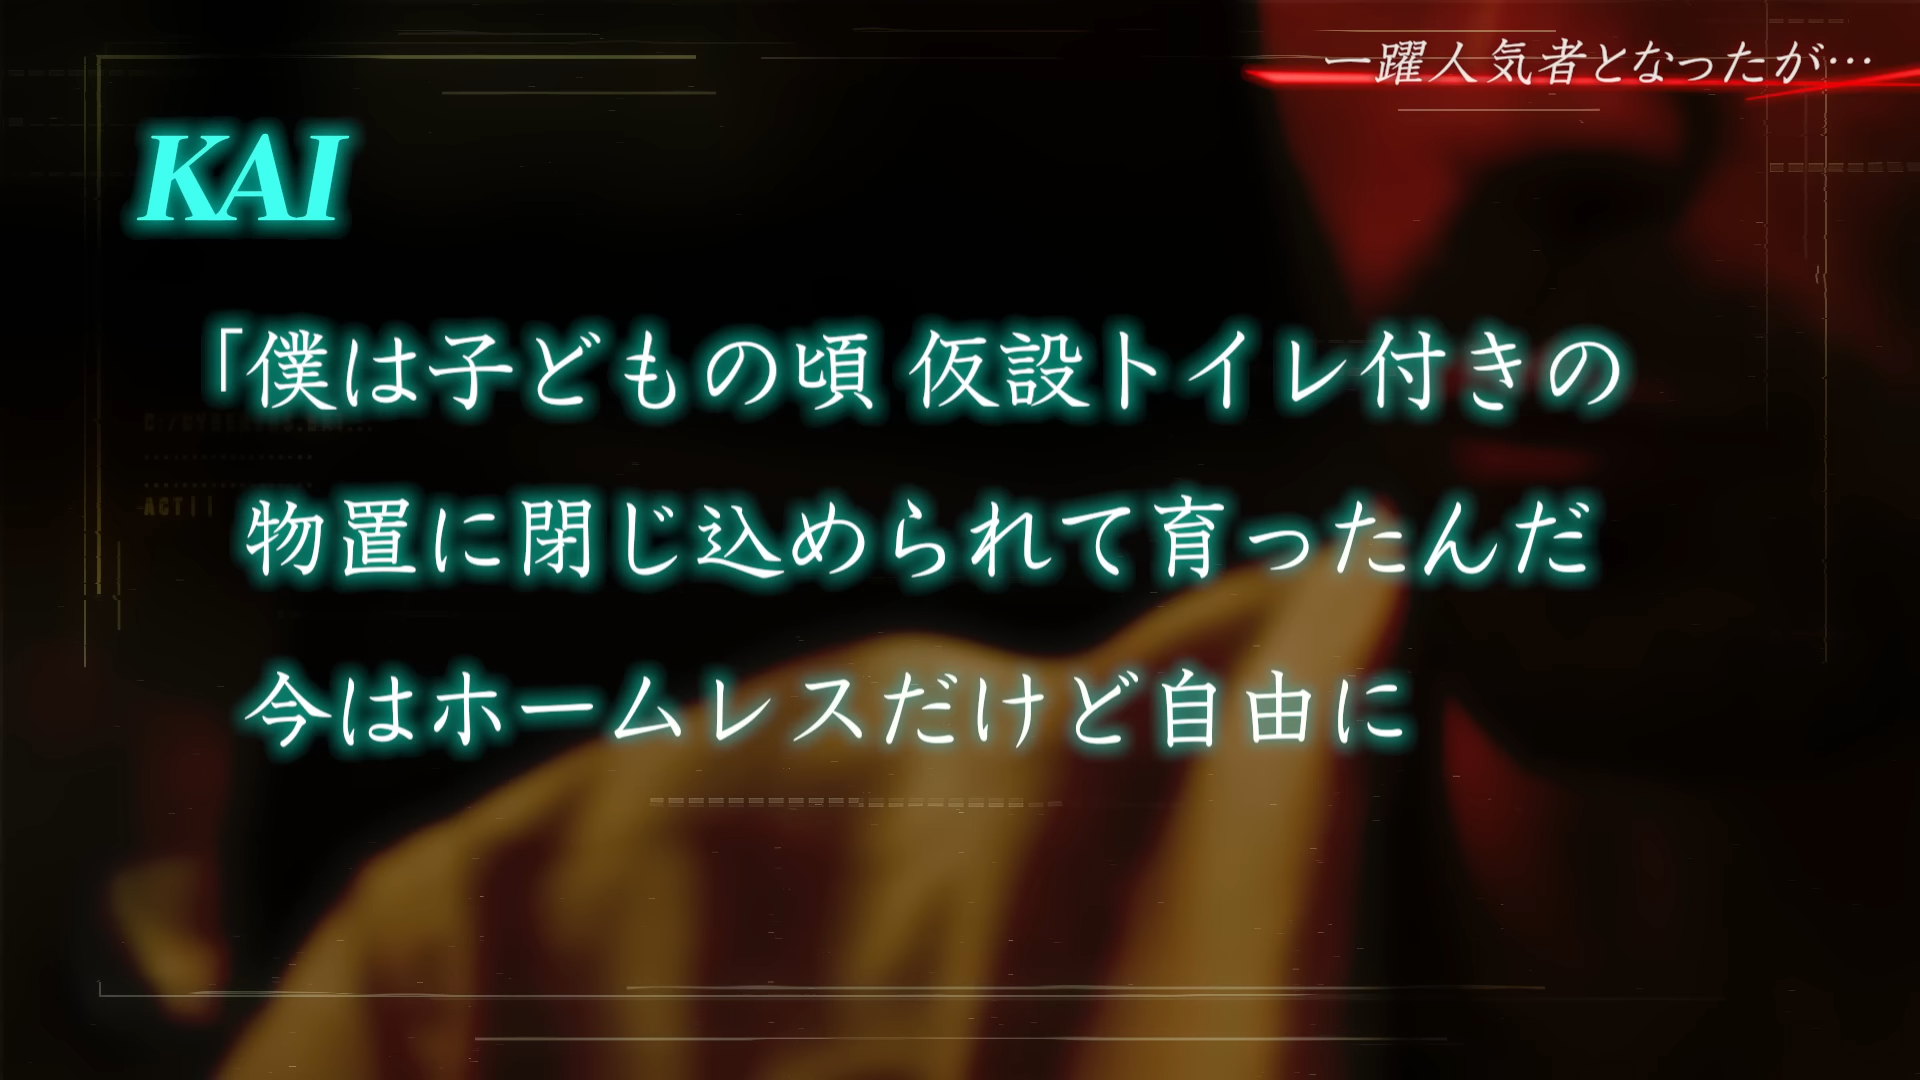 一躍人気者となったが…
KAI
「僕は子どもの頃 仮設トイレ付きの
物置に閉じ込められて育ったんだ
今はホームレスだけど自由に
ACT||